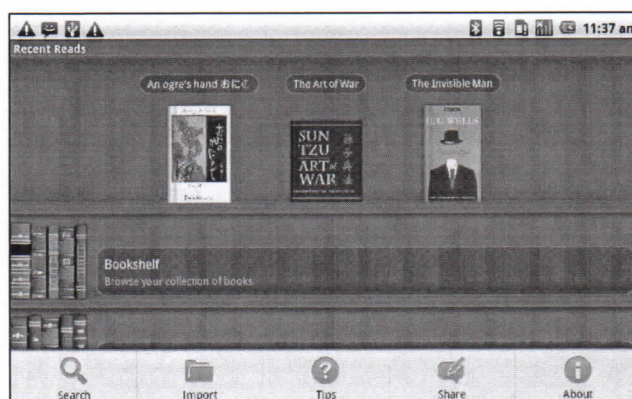 11:37 am
Recent Reads
An ogre's hand おにの
The Art of War
The Invisible Man
SUN
TZU
ART of
WAR
H.G. WELLS
Bookshelf
Browse your collection of books.
Search
Import
Tips
Share
About